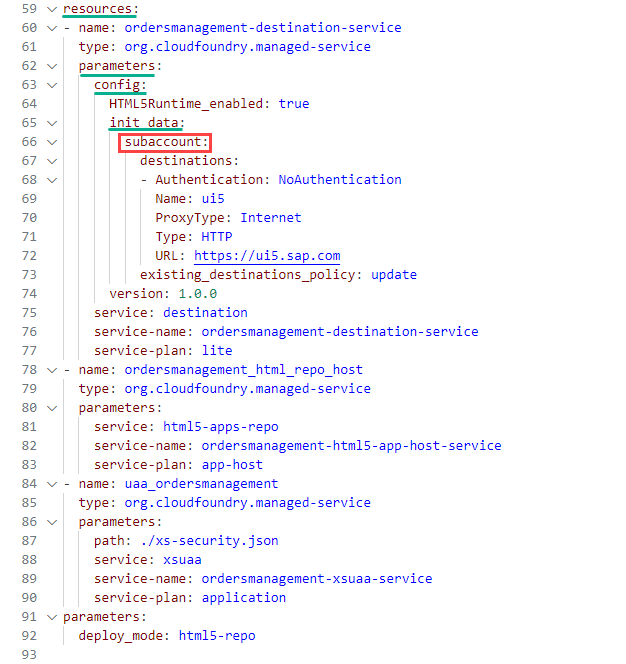 59 resources:
60 - name: ordersmanagement-destination-service
61 type: org.cloudfoundry.managed-service
62 parameters:
63 config:
64 HTML5Runtime_enabled: true
65 init_data:
66 subaccount:
67 destinations:
68 - Authentication: NoAuthentication
69 Name: ui5
70 ProxyType: Internet
71 Type: HTTP
72 URL: https://ui5.sap.com
73 existing_destinations_policy: update
74 version: 1.0.0
75 service: destination
76 service-name: ordersmanagement-destination-service
77 service-plan: lite
78 - name: ordersmanagement_html_repo_host
79 type: org.cloudfoundry.managed-service
80 parameters:
81 service: html5-apps-repo
82 service-name: ordersmanagement-html5-app-host-service
83 service-plan: app-host
84 - name: uaa_ordersmanagement
85 type: org.cloudfoundry.managed-service
86 parameters:
87 path: ./xs-security.json
88 service: xsuaa
89 service-name: ordersmanagement-xsuaa-service
90 service-plan: application
91 parameters:
92 deploy_mode: html5-repo
93